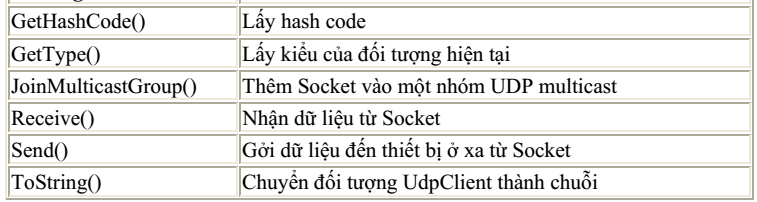 GetHashCode() Lấy hash code
GetType() Lấy kiểu của đối tượng hiện tại
JoinMulticastGroup() Thêm Socket vào một nhóm UDP multicast
Receive() Nhận dữ liệu từ Socket
Send() Gởi dữ liệu đến thiết bị ở xa từ Socket
ToString() Chuyển đối tượng UdpClient thành chuỗi